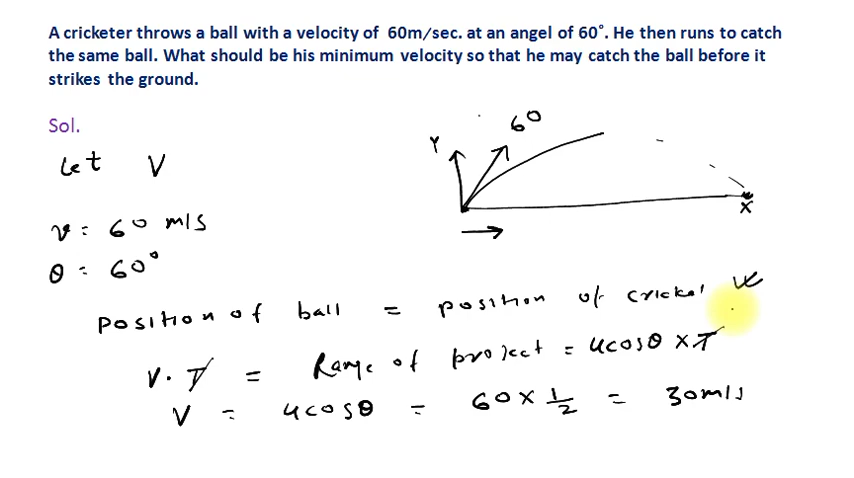 A cricketer throws a ball with a velocity of 60m/sec. at an angel of 60°. He then runs to catch
the same ball. What should be his minimum velocity so that he may catch the ball before it
strikes the ground.
Sol.
60
Y
Let V
X
v = 60 m/s
θ = 60°
Position of ball = position of cricket
V. T = Range of project = ucosθ × T
V = ucosθ = 60 × 1/2 = 30m/s